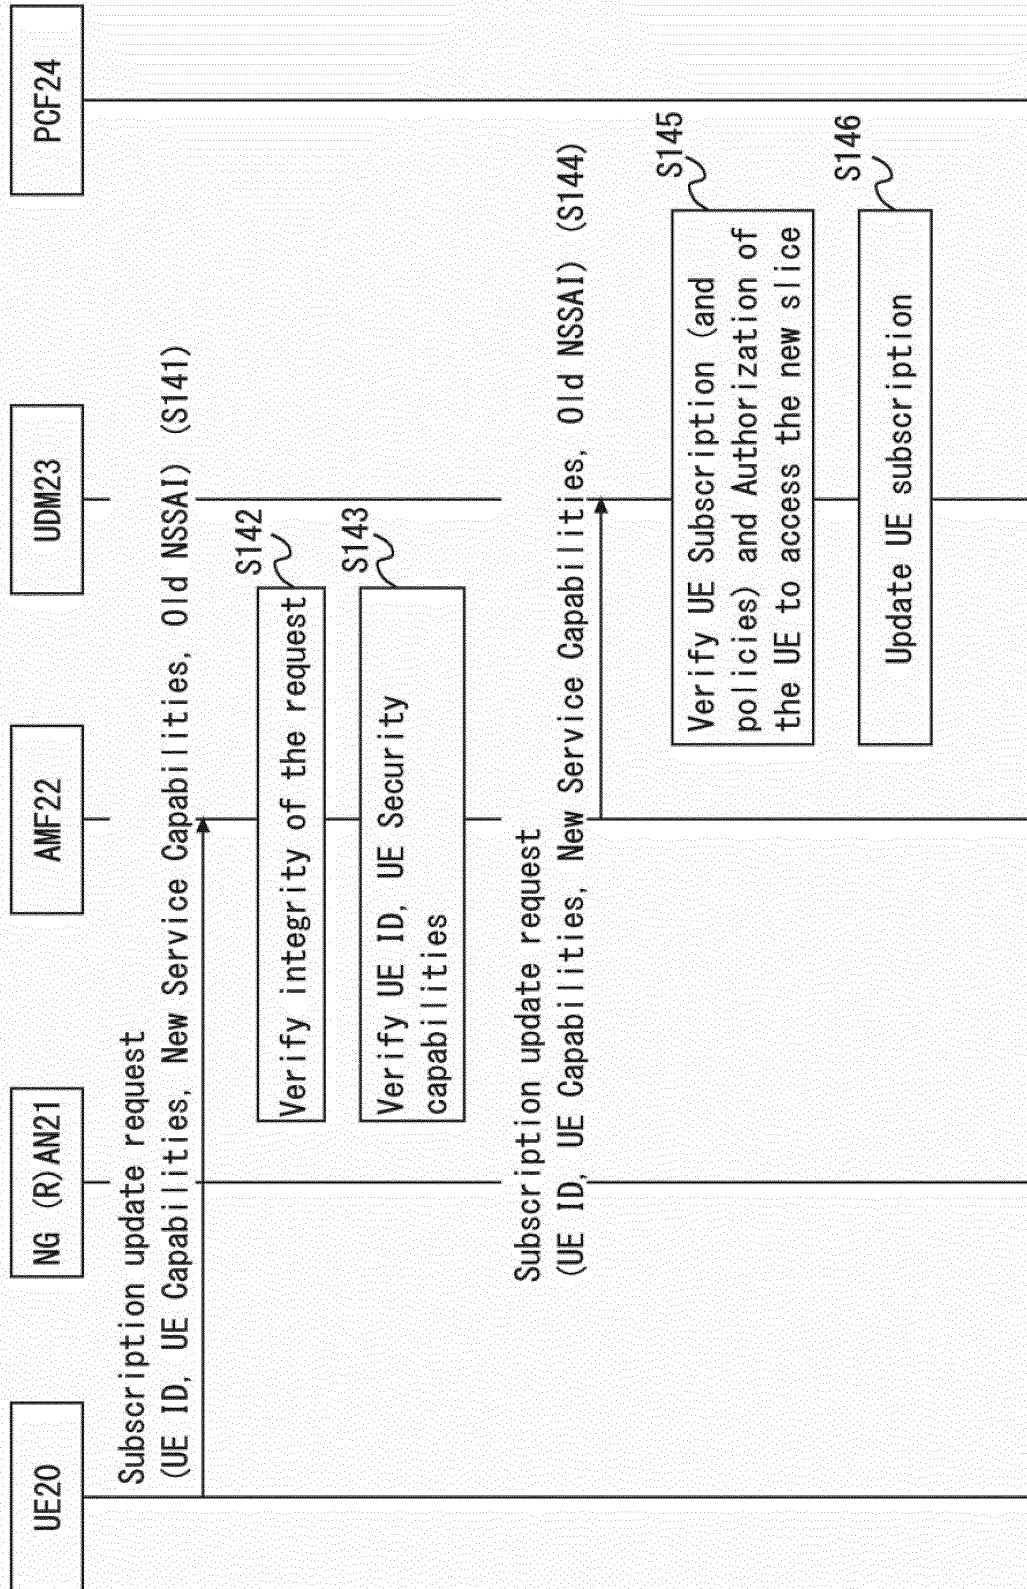 UE20
NG (R)AN21
AMF22
UDM23
PCF24
Subscription update request
(UE ID, UE Capabilities, New Service Capabilities, Old NSSAI) (S141)
S142
Verify integrity of the request
S143
Verify UE ID, UE Security
capabilities
Subscription update request
(UE ID, UE Capabilities, New Service Capabilities, Old NSSAI) (S144)
S145
Verify UE Subscription (and
policies) and Authorization of
the UE to access the new slice
S146
Update UE subscription